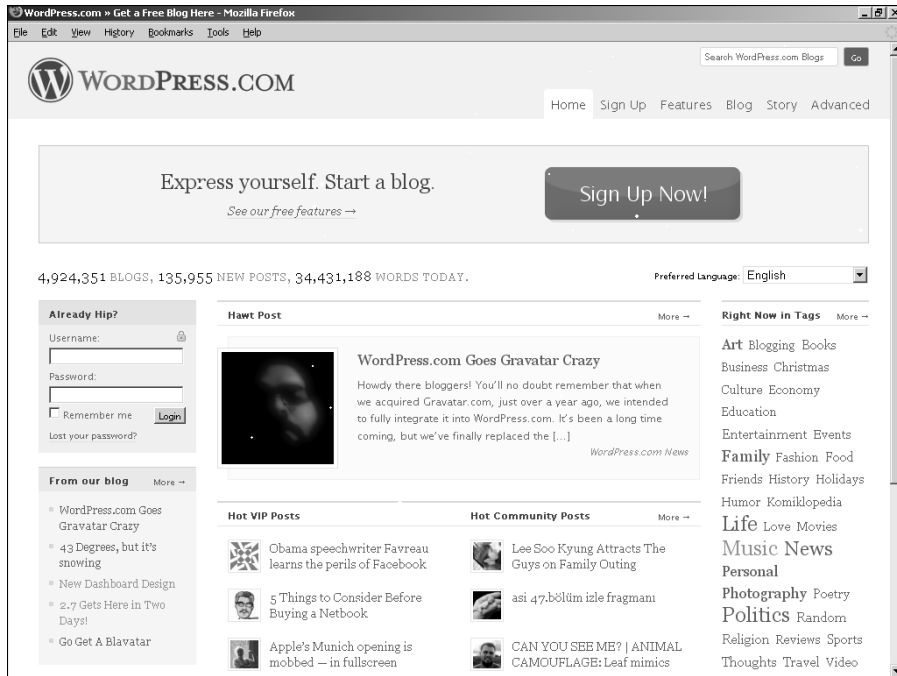 WordPress.com » Get a Free Blog Here - Mozilla Firefox
File Edit View History Bookmarks Tools Help
Search WordPress.com Blogs Go
WORDPRESS.COM
Home Sign Up Features Blog Story Advanced
Express yourself. Start a blog.
See our free features →
Sign Up Now!
4,924,351 BLOGS, 135,955 NEW POSTS, 34,431,188 WORDS TODAY.
Preferred Language: English
Already Hip?
Username:
Password:
Remember me Login
Lost your password?
From our blog More →
WordPress.com Goes
Gravatar Crazy
43 Degrees, but it's
snowing
New Dashboard Design
2.7 Gets Here in Two
Days!
Go Get A Blavatar
Hawt Post More →
WordPress.com Goes Gravatar Crazy
Howdy there bloggers! You'll no doubt remember that when
we acquired Gravatar.com, just over a year ago, we intended
to fully integrate it into WordPress.com. It's been a long time
coming, but we've finally replaced the [...]
WordPress.com News
Hot VIP Posts
Obama speechwriter Favreau
learns the perils of Facebook
5 Things to Consider Before
Buying a Netbook
Apple's Munich opening is
mobbed — in fullscreen
Hot Community Posts More →
Lee Soo Kyung Attracts The
Guys on Family Outing
asi 47.bölüm izle fragmanı
CAN YOU SEE ME? | ANIMAL
CAMOUFLAGE: Leaf mimics
Right Now in Tags More →
Art Blogging Books
Business Christmas
Culture Economy
Education
Entertainment Events
Family Fashion Food
Friends History Holidays
Humor Komiklopedia
Life Love Movies
Music News
Personal
Photography Poetry
Politics Random
Religion Reviews Sports
Thoughts Travel Video